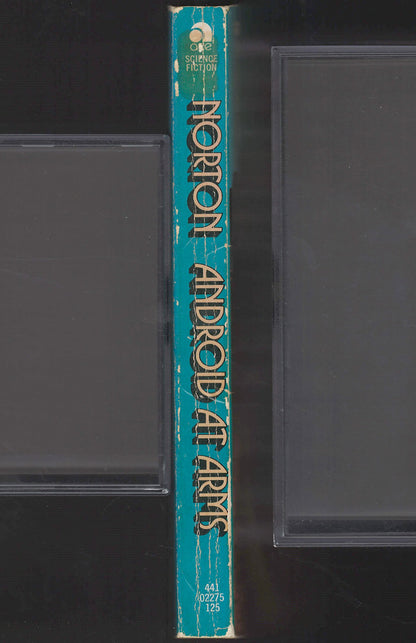 ace
SCIENCE
FICTION
NORTON ANDROID AT ARMS
441
02275
125